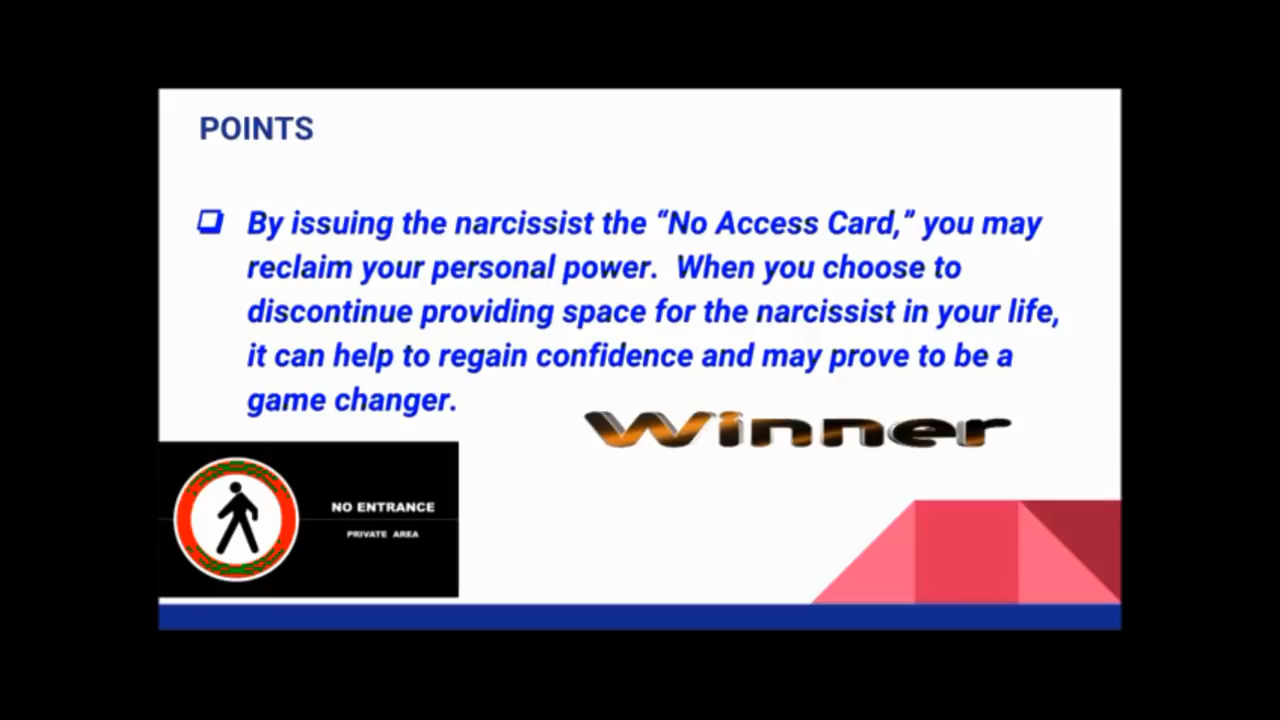 POINTS
By issuing the narcissist the “No Access Card,” you may
reclaim your personal power.  When you choose to
discontinue providing space for the narcissist in your life,
it can help to regain confidence and may prove to be a
game changer.
Winner
NO ENTRANCE
PRIVATE AREA